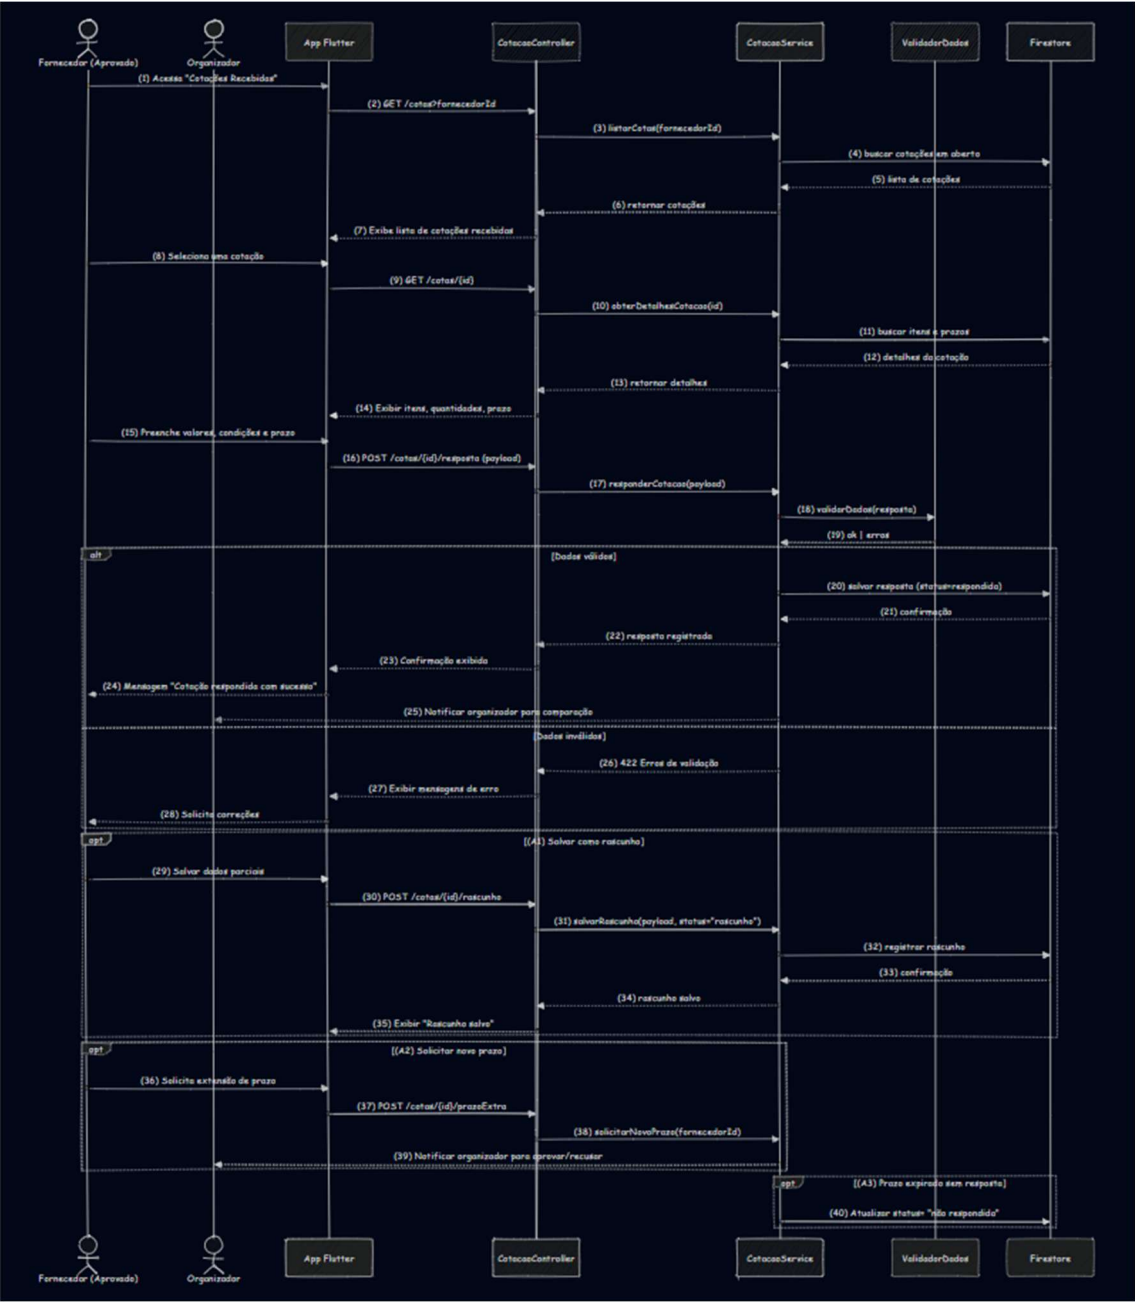 Fornecedor (Aprovado)
Organizador
App Flutter
CotacaoController
CotacaoService
ValidadorDados
Firestore
(1) Acessa "Cotações Recebidas"
(2) GET /cotas?fornecedorId
(3) listarCotas(fornecedorId)
(4) buscar cotações em aberto
(5) lista de cotações
(6) retornar cotações
(7) Exibe lista de cotações recebidas
(8) Seleciona uma cotação
(9) GET /cotas/{id}
(10) obterDetalhesCotacao(id)
(11) buscar itens e prazos
(12) detalhes da cotação
(13) retornar detalhes
(14) Exibir itens, quantidades, prazo
(15) Preenche valores, condições e prazo
(16) POST /cotas/{id}/resposta (payload)
(17) responderCotacao(payload)
(18) validarDados(resposta)
(19) ok | erros
alt
[Dados válidos]
(20) salvar resposta (status=respondida)
(21) confirmação
(22) resposta registrada
(23) Confirmação exibida
(24) Mensagem "Cotação respondida com sucesso"
(25) Notificar organizador para comparação
[Dados inválidos]
(26) 422 Erros de validação
(27) Exibir mensagens de erro
(28) Solicita correções
opt
[(A1) Salvar como rascunho]
(29) Salvar dados parciais
(30) POST /cotas/{id}/rascunho
(31) salvarRascunho(payload, status="rascunho")
(32) registrar rascunho
(33) confirmação
(34) rascunho salvo
(35) Exibir "Rascunho salvo"
opt
[(A2) Solicitar novo prazo]
(36) Solicita extensão de prazo
(37) POST /cotas/{id}/prazoExtra
(38) solicitarNovoPrazo(fornecedorId)
(39) Notificar organizador para aprovar/recusar
opt
[(A3) Prazo expirado sem resposta]
(40) Atualizar status= "não respondida"
Fornecedor (Aprovado)
Organizador
App Flutter
CotacaoController
CotacaoService
ValidadorDados
Firestore